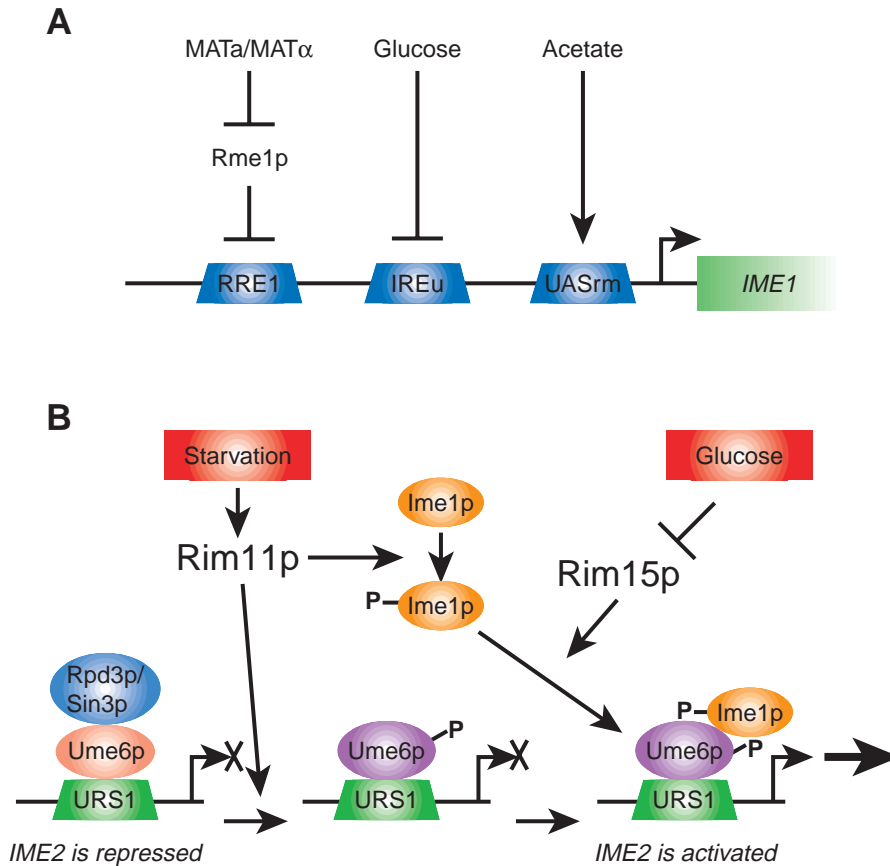 A
MATa/MATα Glucose Acetate
Rme1p
RRE1 IREu UASrm IME1
B
Starvation Glucose
Ime1p
Rim11p Rim15p
P Ime1p
Rpd3p/
Sin3p
P Ime1p
Ume6p Ume6p P Ume6p P
URS1 URS1 URS1
IME2 is repressed IME2 is activated